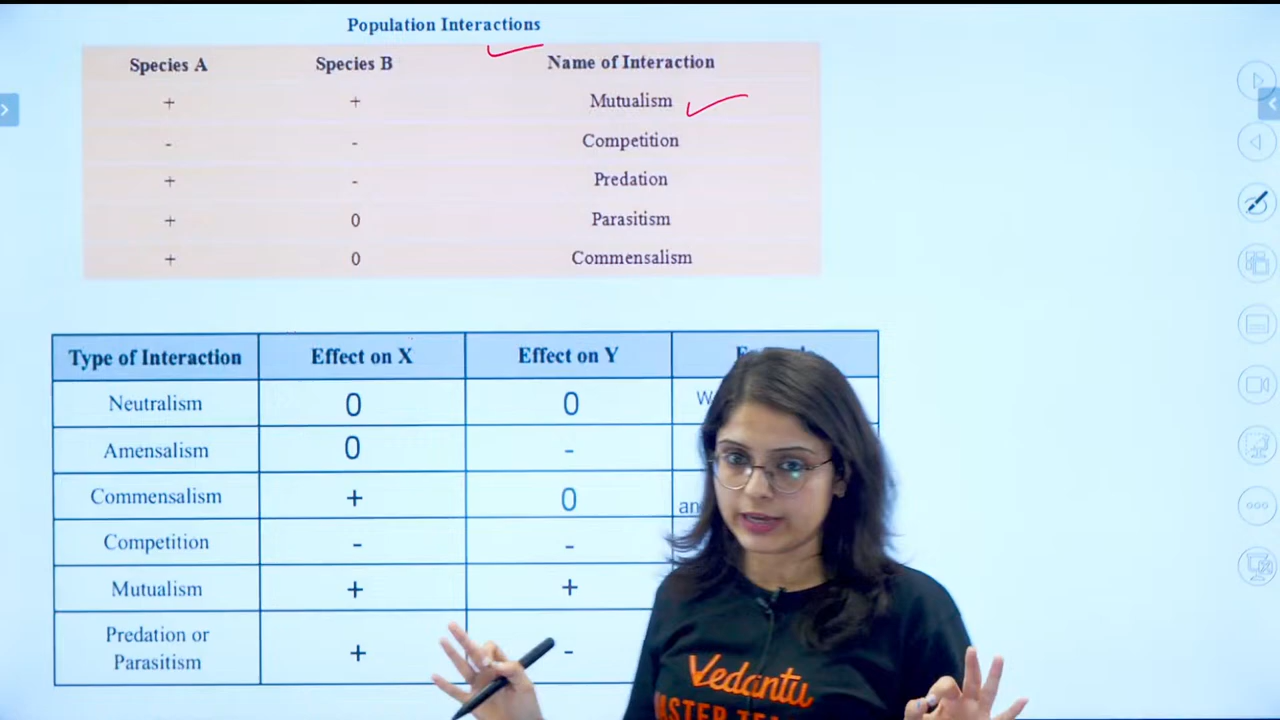 Population Interactions
Species A Species B Name of Interaction
+ + Mutualism
- - Competition
+ - Predation
+ 0 Parasitism
+ 0 Commensalism
Type of Interaction Effect on X Effect on Y
Neutralism 0 0
Amensalism 0 -
Commensalism + 0
Competition - -
Mutualism + +
Predation or
Parasitism + -
Vedantu